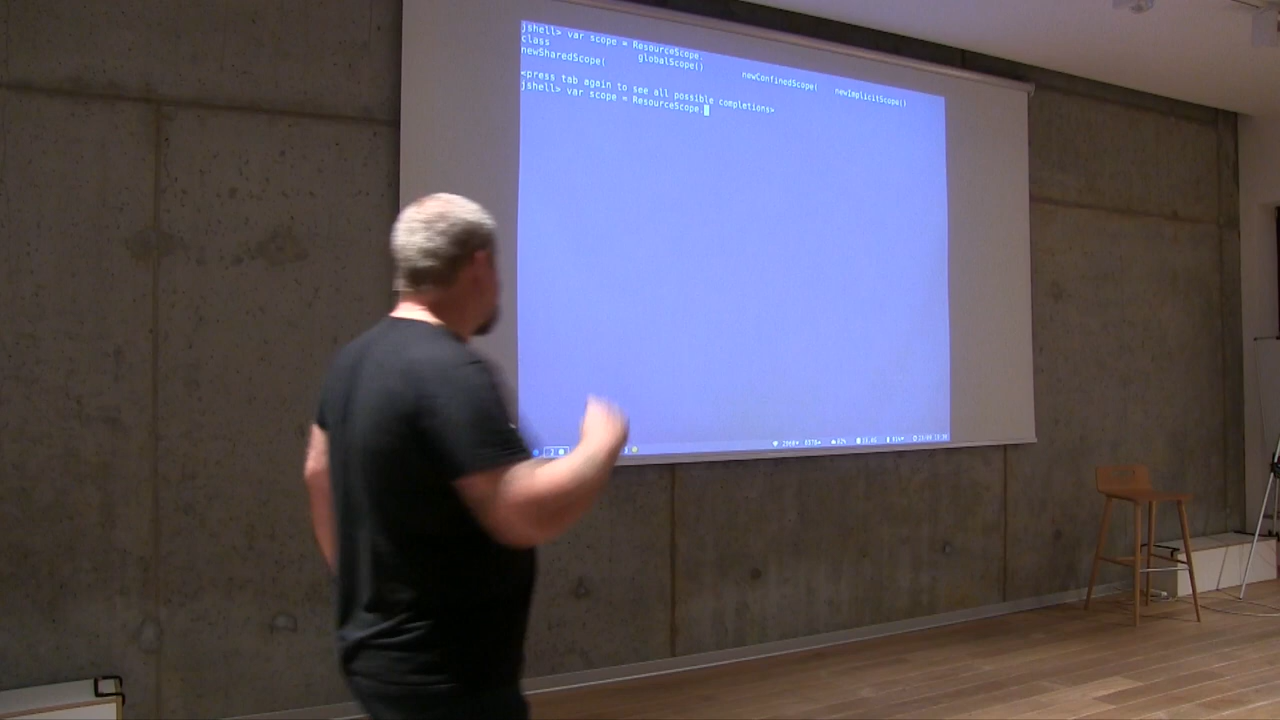 jshell> var scope = ResourceScope.
class globalScope() newConfinedScope( newImplicitScope()
newSharedScope(
<press tab again to see all possible completions>
jshell> var scope = ResourceScope.